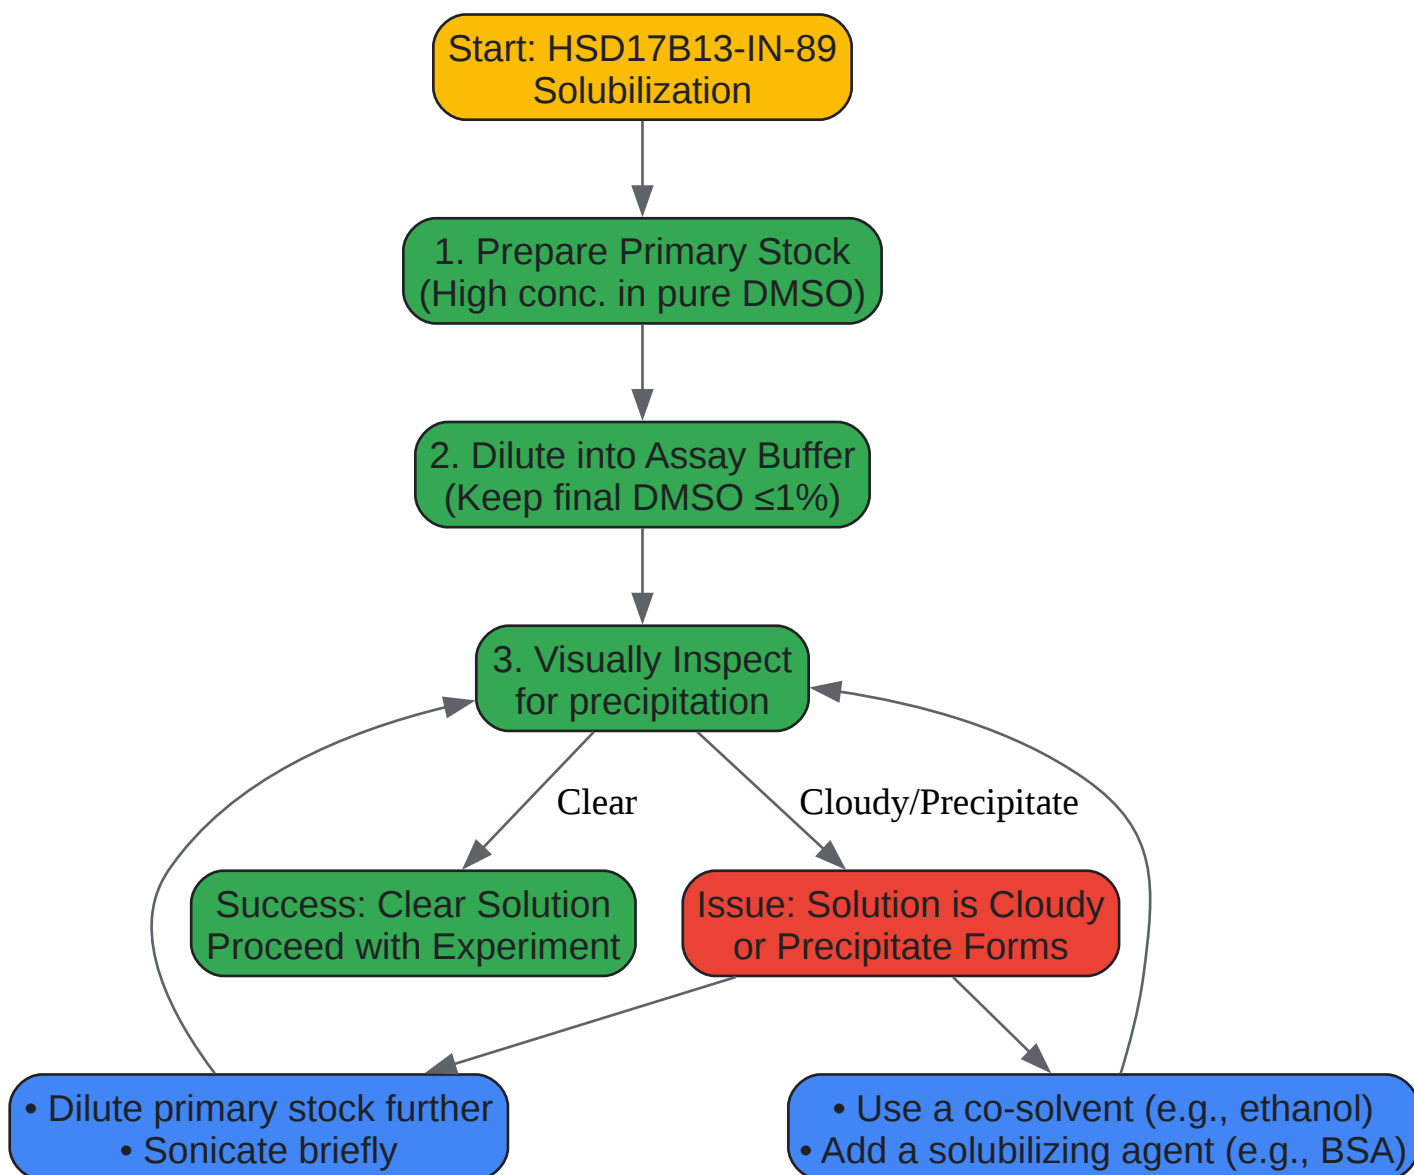 Start: HSD17B13-IN-89
Solubilization
1. Prepare Primary Stock
(High conc. in pure DMSO)
2. Dilute into Assay Buffer
(Keep final DMSO ≤1%)
3. Visually Inspect
for precipitation
Clear
Cloudy/Precipitate
Success: Clear Solution
Proceed with Experiment
Issue: Solution is Cloudy
or Precipitate Forms
• Dilute primary stock further
• Sonicate briefly
• Use a co-solvent (e.g., ethanol)
• Add a solubilizing agent (e.g., BSA)